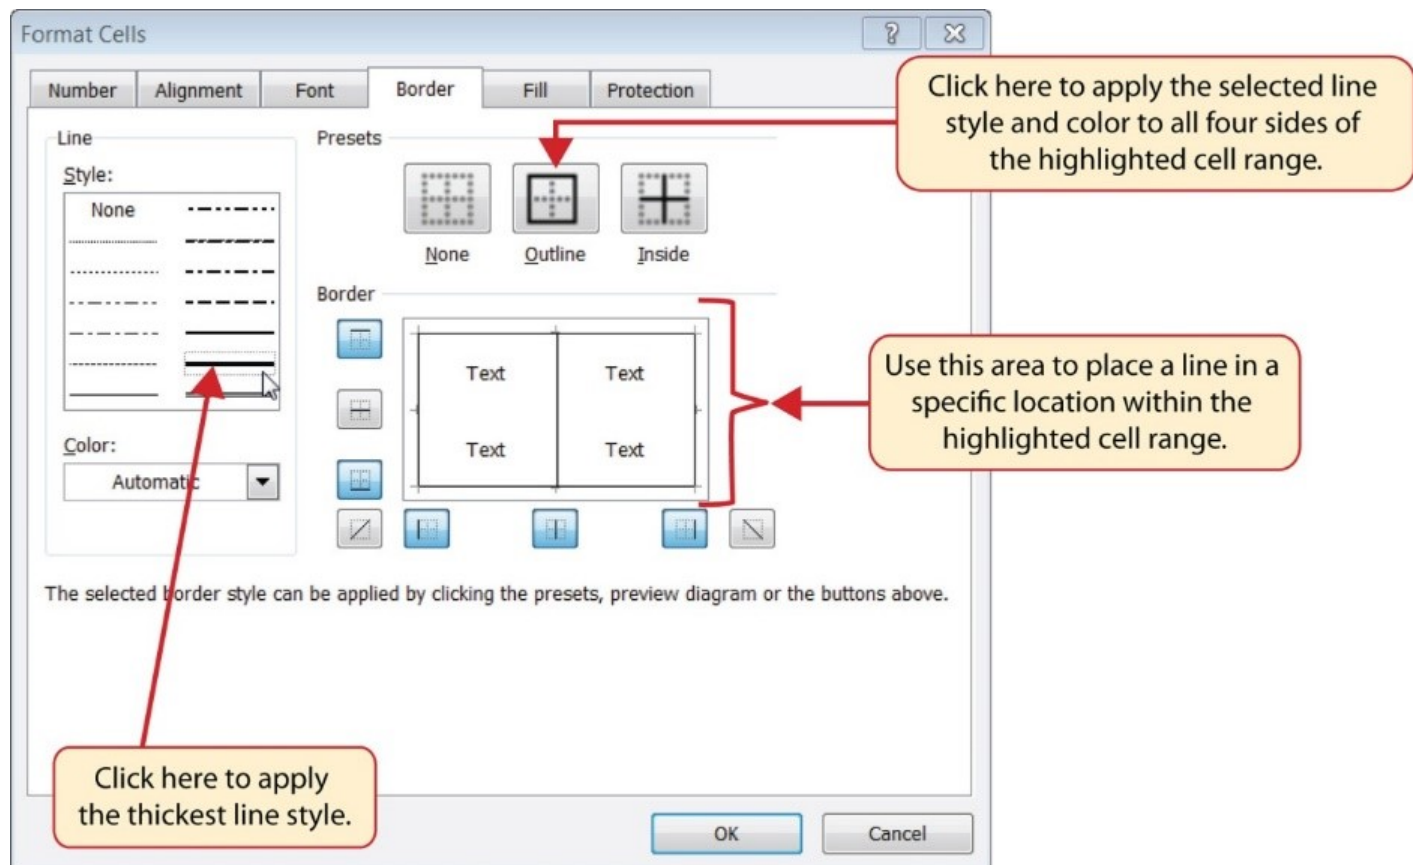 Format Cells
Number Alignment Font Border Fill Protection
Line
Style:
None
Color:
Automatic
Presets
None Outline Inside
Border
Text Text
Text Text
The selected border style can be applied by clicking the presets, preview diagram or the buttons above.
OK Cancel
Click here to apply the selected line
style and color to all four sides of
the highlighted cell range.
Use this area to place a line in a
specific location within the
highlighted cell range.
Click here to apply
the thickest line style.